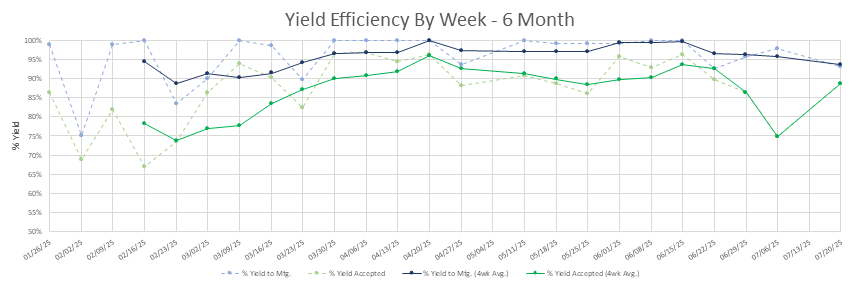 Yield Efficiency By Week - 6 Month
100%
95%
90%
85%
80%
75%
70%
65%
60%
55%
50%
% Yield
01/26/25 02/02/25 02/09/25 02/16/25 02/23/25 03/02/25 03/09/25 03/16/25 03/23/25 03/30/25 04/06/25 04/13/25 04/20/25 04/27/25 05/04/25 05/11/25 05/18/25 05/25/25 06/01/25 06/08/25 06/15/25 06/22/25 06/29/25 07/06/25 07/13/25 07/20/25
% Yield to Mfg. % Yield Accepted % Yield to Mfg. (4wk Avg.) % Yield Accepted (4wk Avg.)